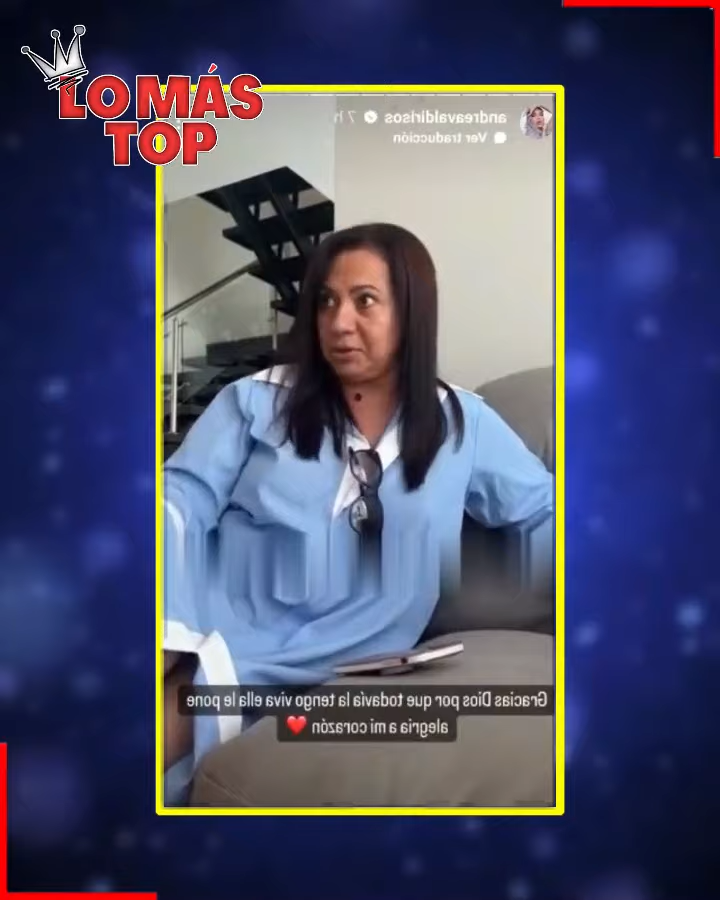 LO MÁS
TOP
andreavaldirisos 7 h
Ver traducción
Gracias Dios por que todavía la tengo viva ella le pone
alegria a mi corazón ❤️